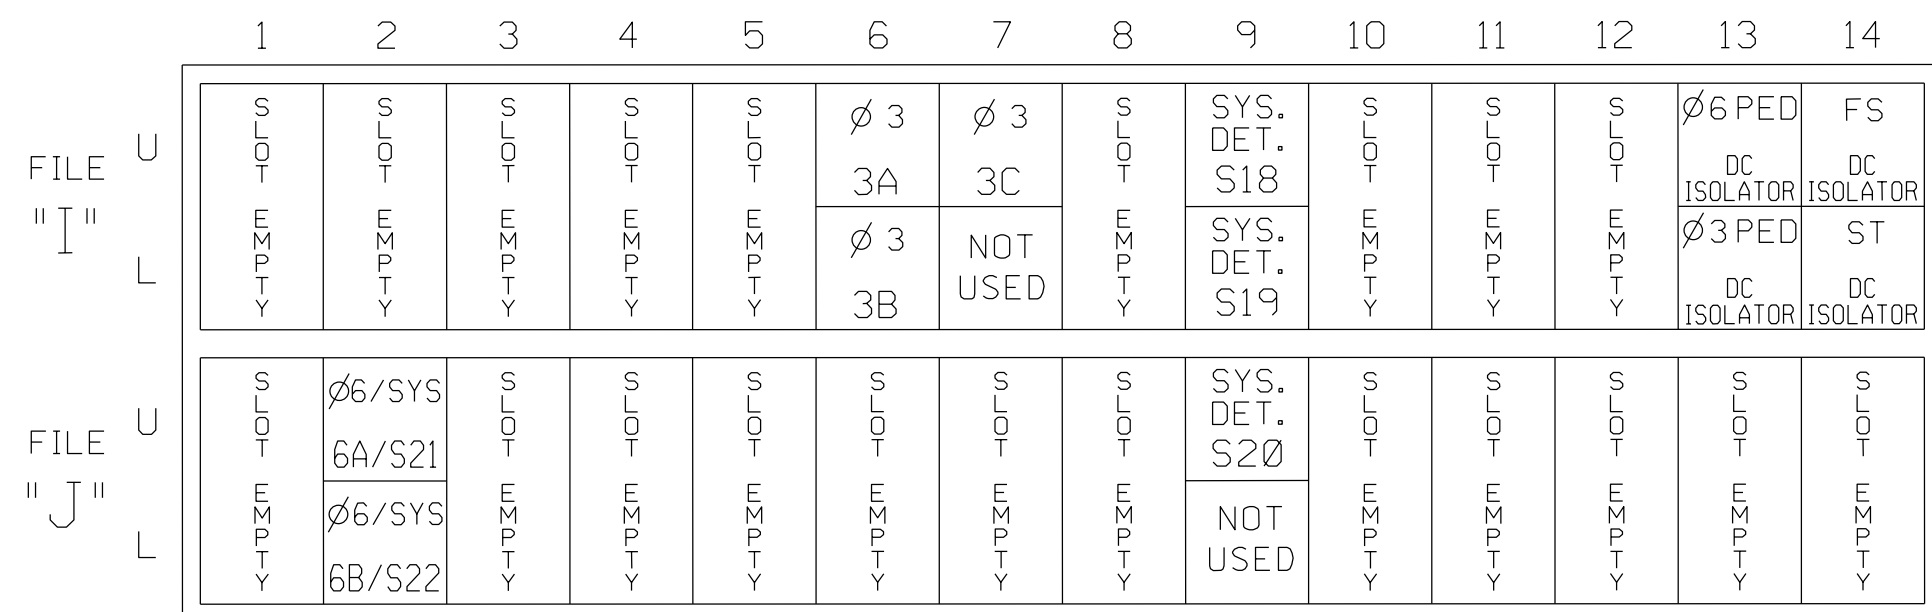 1 2 3 4 5 6 7 8 9 10 11 12 13 14
FILE "I"
U
L
SLOT EMPTY
SLOT EMPTY
SLOT EMPTY
SLOT EMPTY
SLOT EMPTY
Ø 3
3A
Ø 3
3B
Ø 3
3C
NOT
USED
SLOT EMPTY
SYS.
DET.
S18
SYS.
DET.
S19
SLOT EMPTY
SLOT EMPTY
SLOT EMPTY
Ø6 PED
DC
ISOLATOR
Ø3 PED
DC
ISOLATOR
FS
DC
ISOLATOR
ST
DC
ISOLATOR
FILE "J"
U
L
SLOT EMPTY
Ø6/SYS
6A/S21
Ø6/SYS
6B/S22
SLOT EMPTY
SLOT EMPTY
SLOT EMPTY
SLOT EMPTY
SLOT EMPTY
SLOT EMPTY
SYS.
DET.
S2Ø
NOT
USED
SLOT EMPTY
SLOT EMPTY
SLOT EMPTY
SLOT EMPTY
SLOT EMPTY